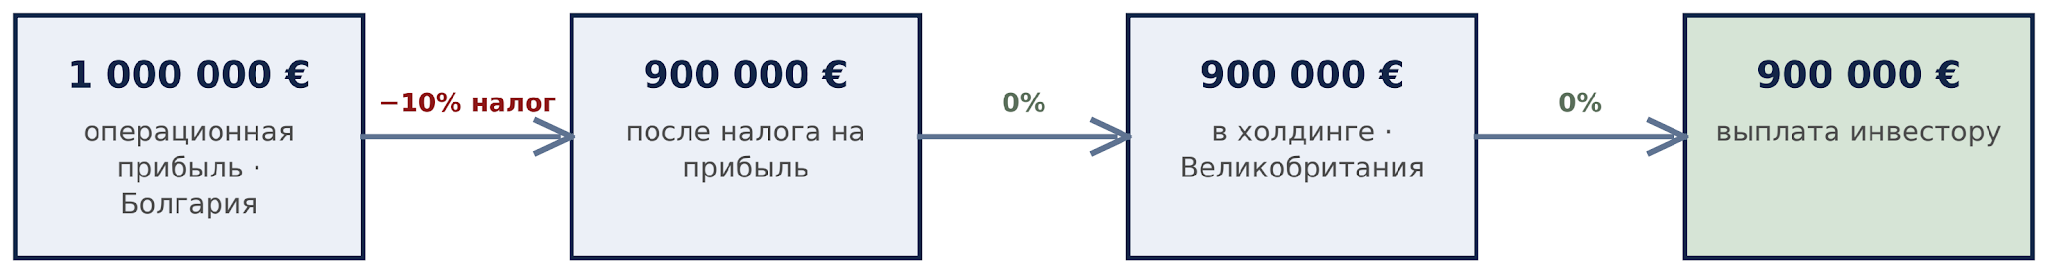 1 000 000 €
операционная
прибыль ·
Болгария
−10% налог
900 000 €
после налога на
прибыль
0%
900 000 €
в холдинге ·
Великобритания
0%
900 000 €
выплата инвестору